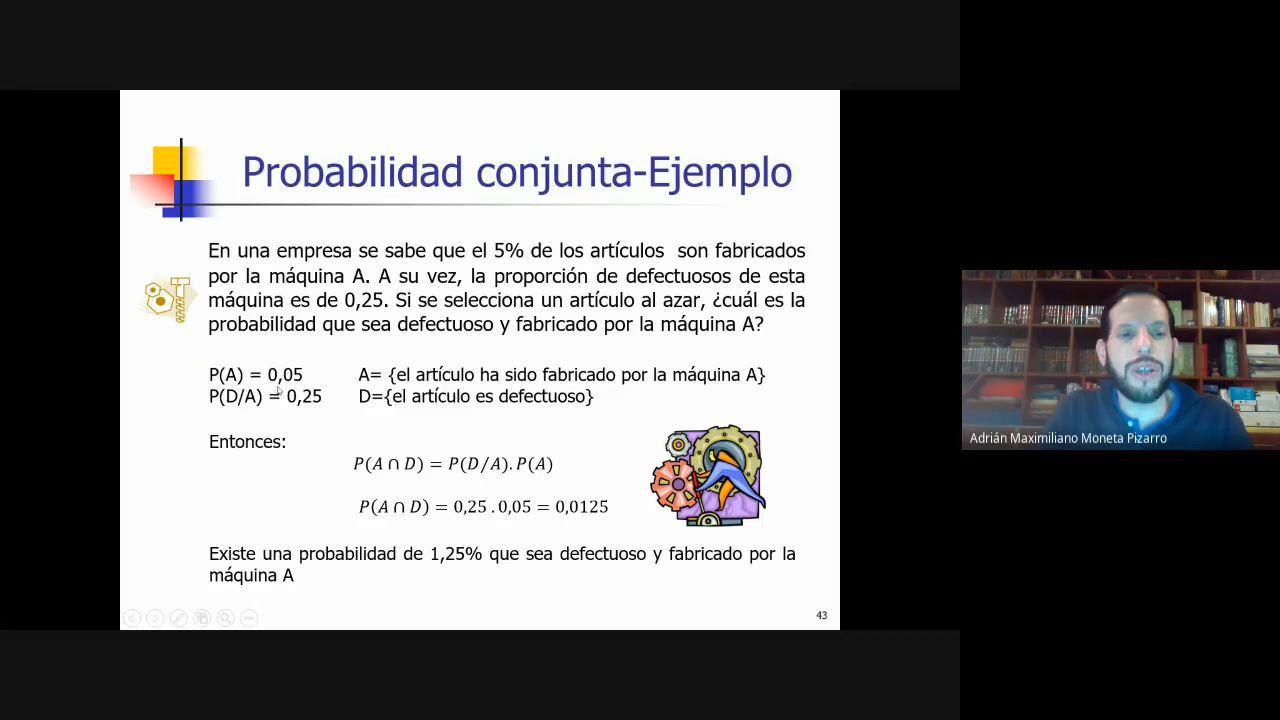 Probabilidad conjunta-Ejemplo
En una empresa se sabe que el 5% de los artículos son fabricados
por la máquina A. A su vez, la proporción de defectuosos de esta
máquina es de 0,25. Si se selecciona un artículo al azar, ¿cuál es la
probabilidad que sea defectuoso y fabricado por la máquina A?
P(A) = 0,05 A= {el artículo ha sido fabricado por la máquina A}
P(D/A) = 0,25 D={el artículo es defectuoso}
Entonces:
P(A ∩ D) = P(D/A). P(A)
P(A ∩ D) = 0,25 . 0,05 = 0,0125
Existe una probabilidad de 1,25% que sea defectuoso y fabricado por la
máquina A
43
Adrián Maximiliano Moneta Pizarro